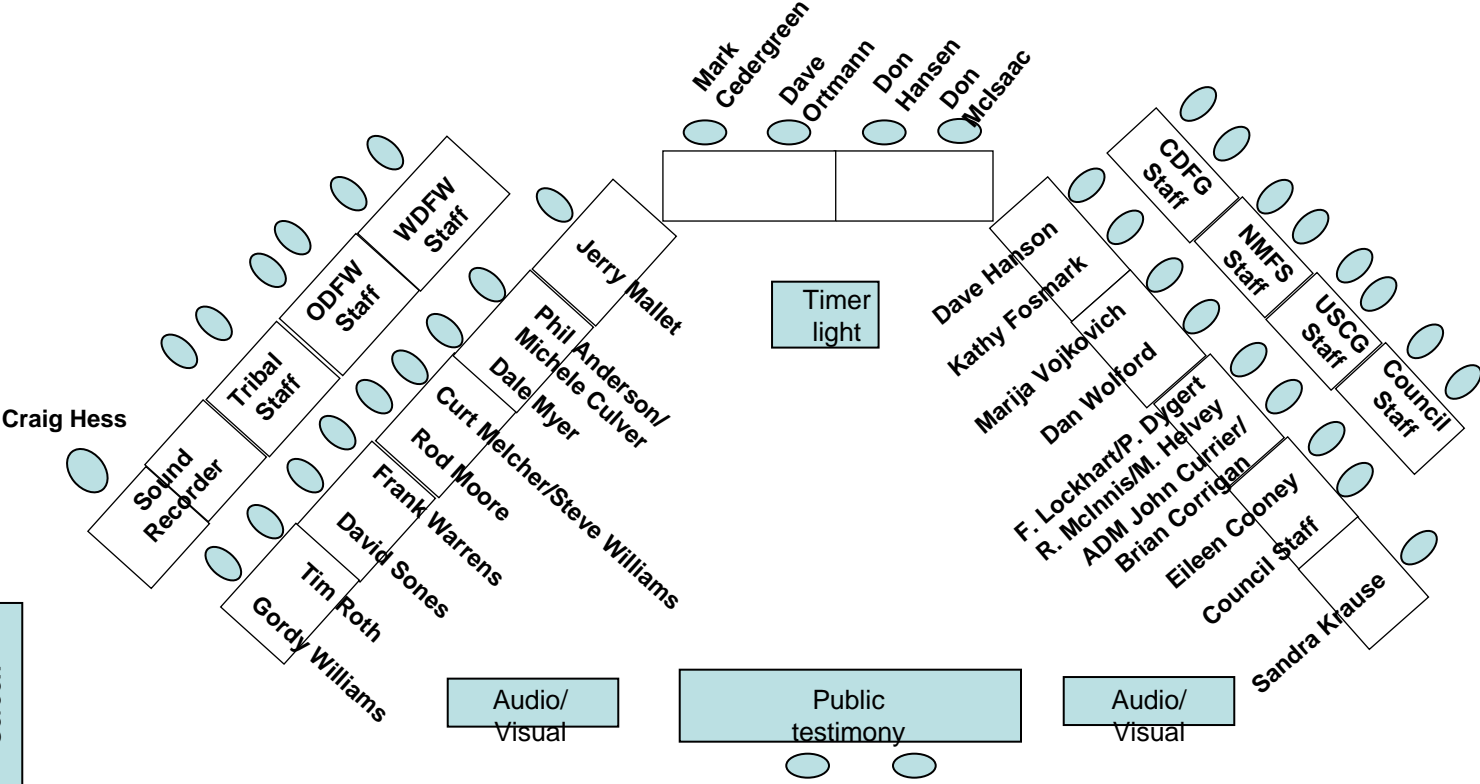 Mark
Cedergreen
Dave
Ortmann
Don
Hansen
Don
McIsaac
WDFW
Staff
ODFW
Staff
Tribal
Staff
Sound
Recorder
Craig Hess
Jerry Mallet
Phil Anderson/
Michele Culver
Dale Myer
Curt Melcher/Steve Williams
Rod Moore
Frank Warrens
David Sones
Tim Roth
Gordy Williams
Timer
light
CDFG
Staff
NMFS
Staff
USCG
Staff
Council
Staff
Dave Hanson
Kathy Fosmark
Marija Vojkovich
Dan Wolford
F. Lockhart/P. Dygert
R. McInnis/M. Helvey
ADM John Currier/
Brian Corrigan
Eileen Cooney
Council Staff
Sandra Krause
Audio/
Visual
Public
testimony
Audio/
Visual